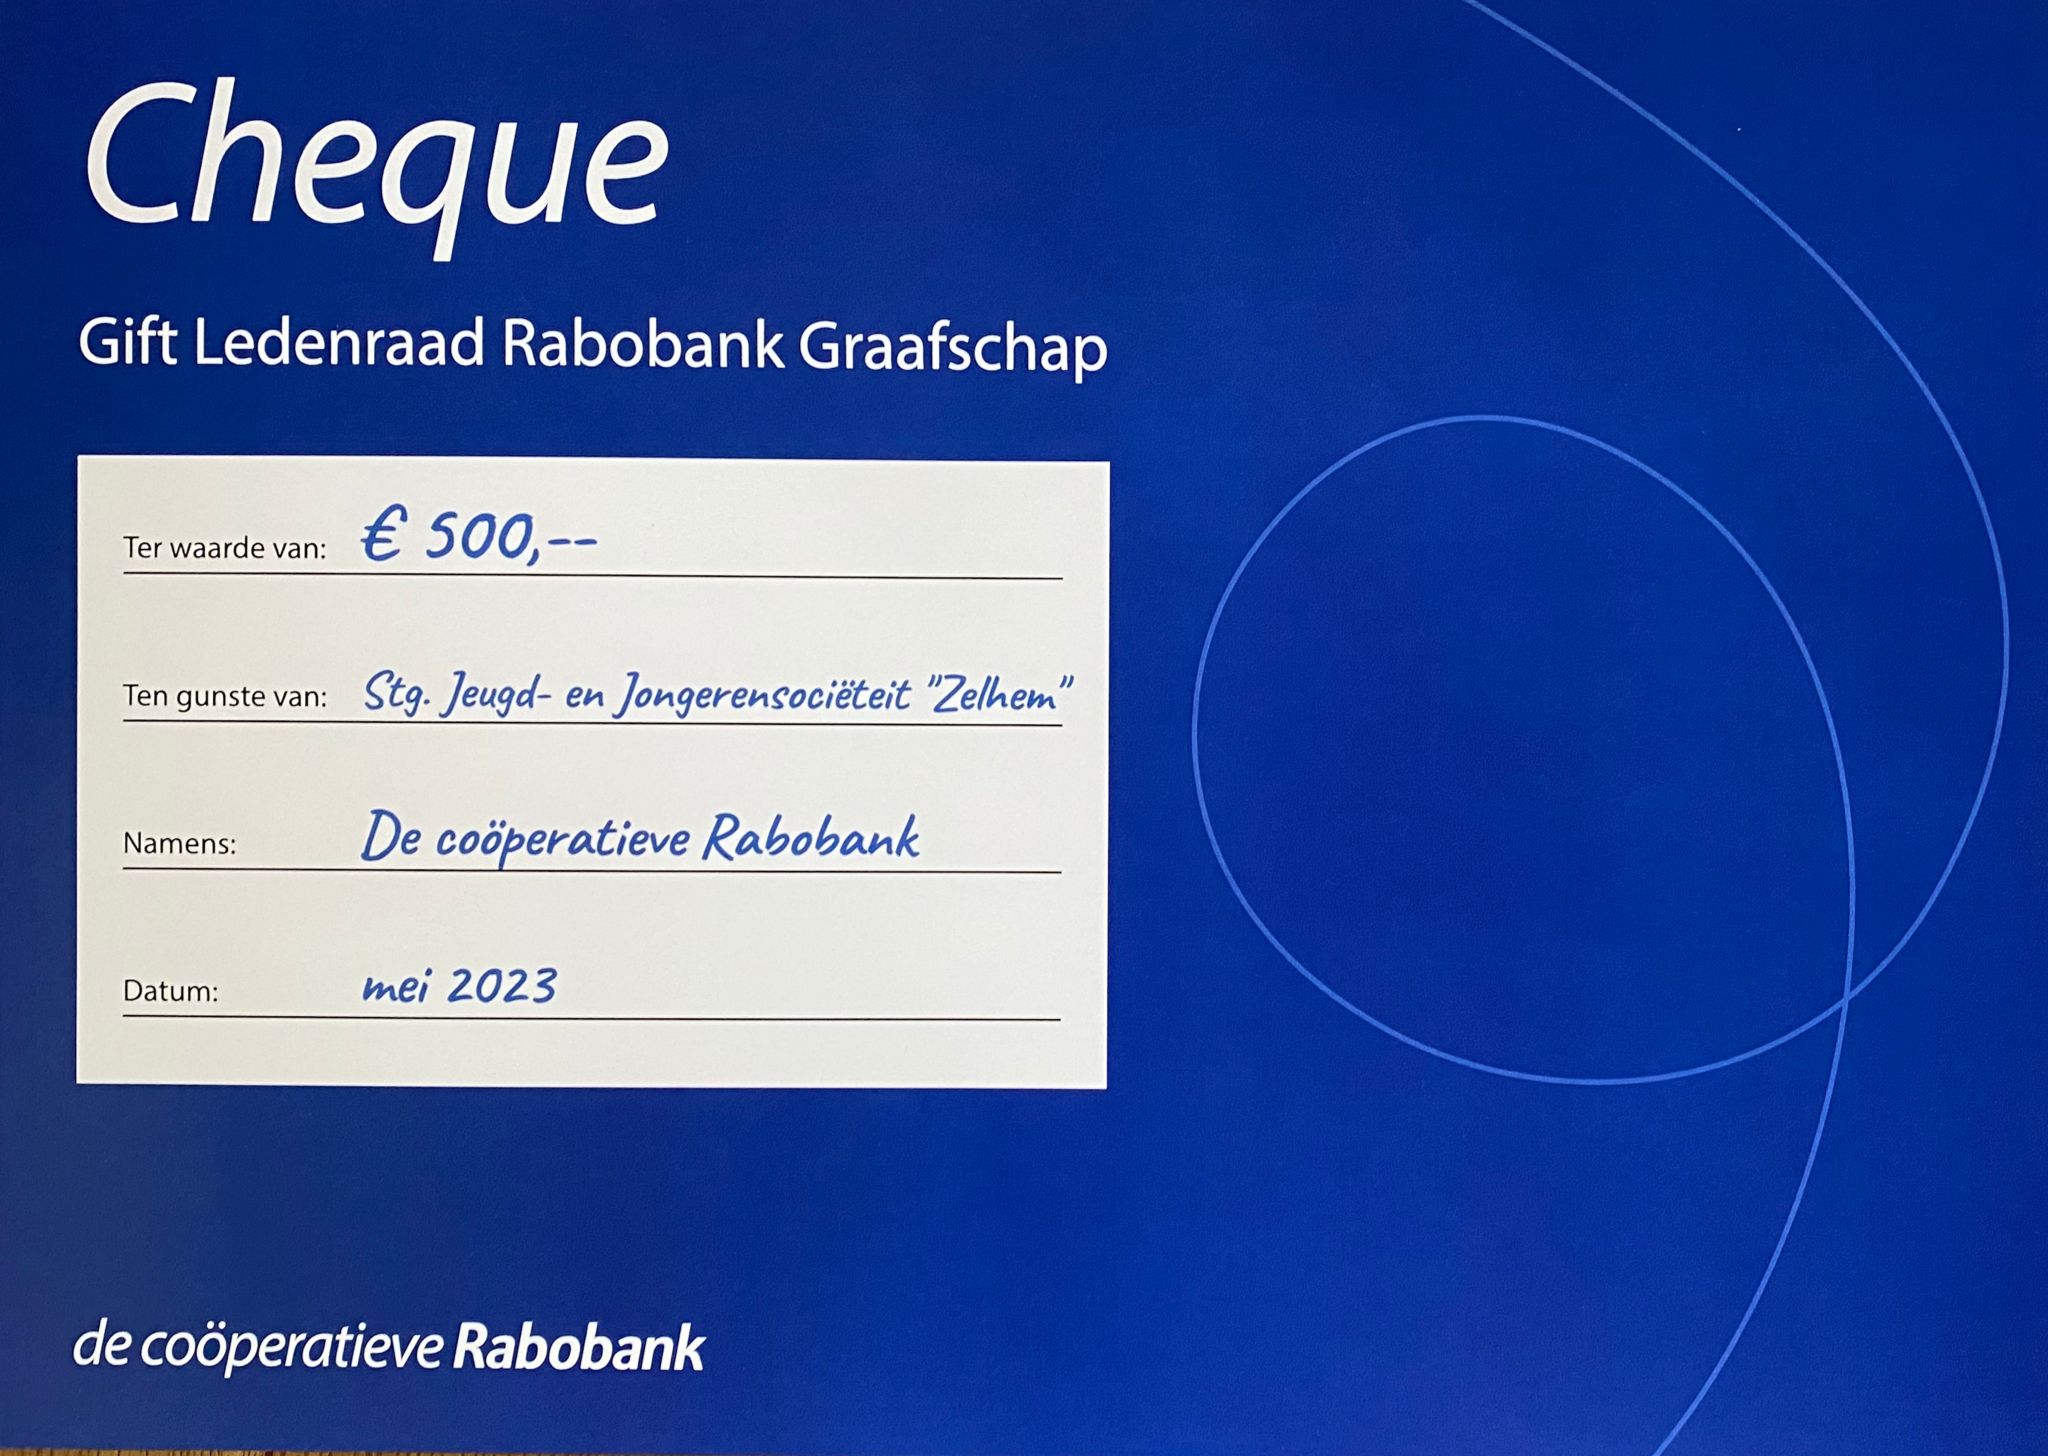 Cheque
Gift Ledenraad Rabobank Graafschap
Ter waarde van: € 500,--
Ten gunste van: Stg. Jeugd- en Jongerensociëteit "Zelhem"
Namens: De coöperatieve Rabobank
Datum: mei 2023
de coöperatieve Rabobank